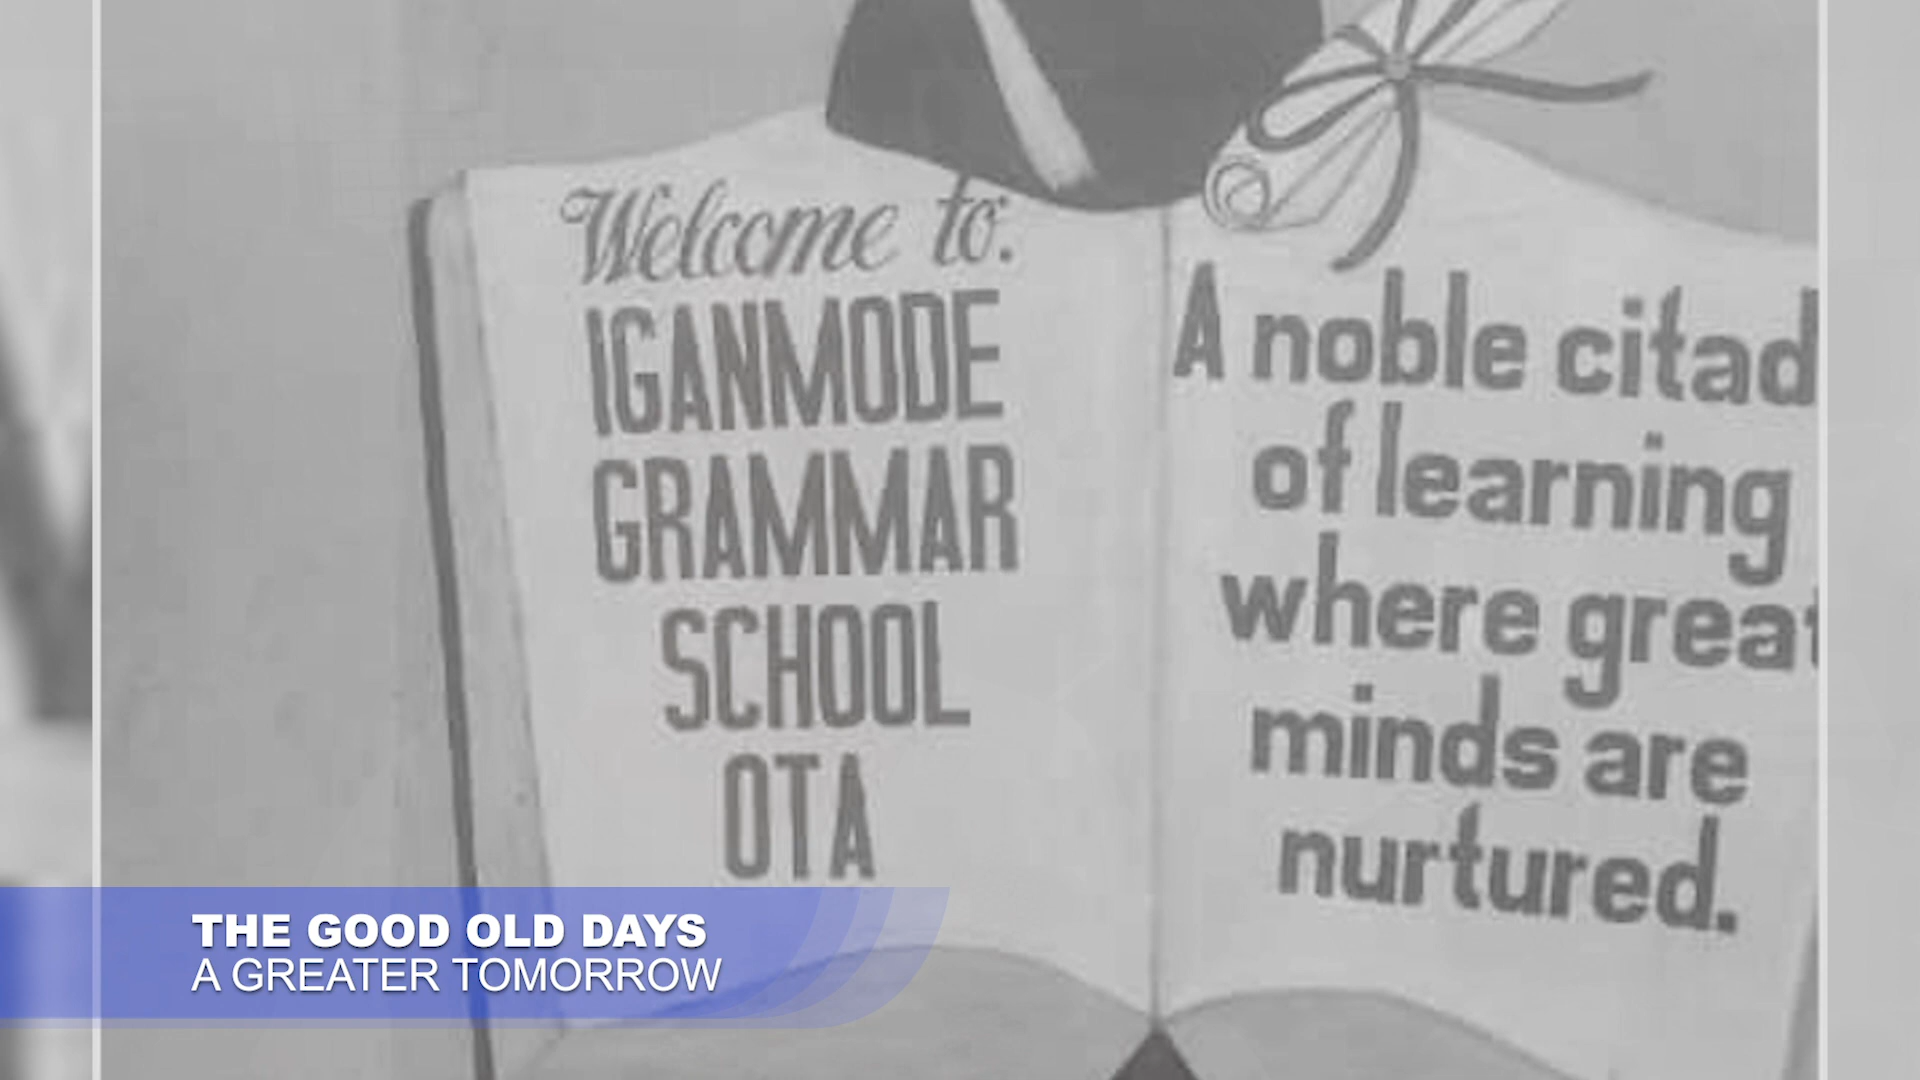 Welcome to:
IGANMODE
GRAMMAR
SCHOOL
OTA
A noble citad
of learning
where great
minds are
nurtured.
THE GOOD OLD DAYS
A GREATER TOMORROW